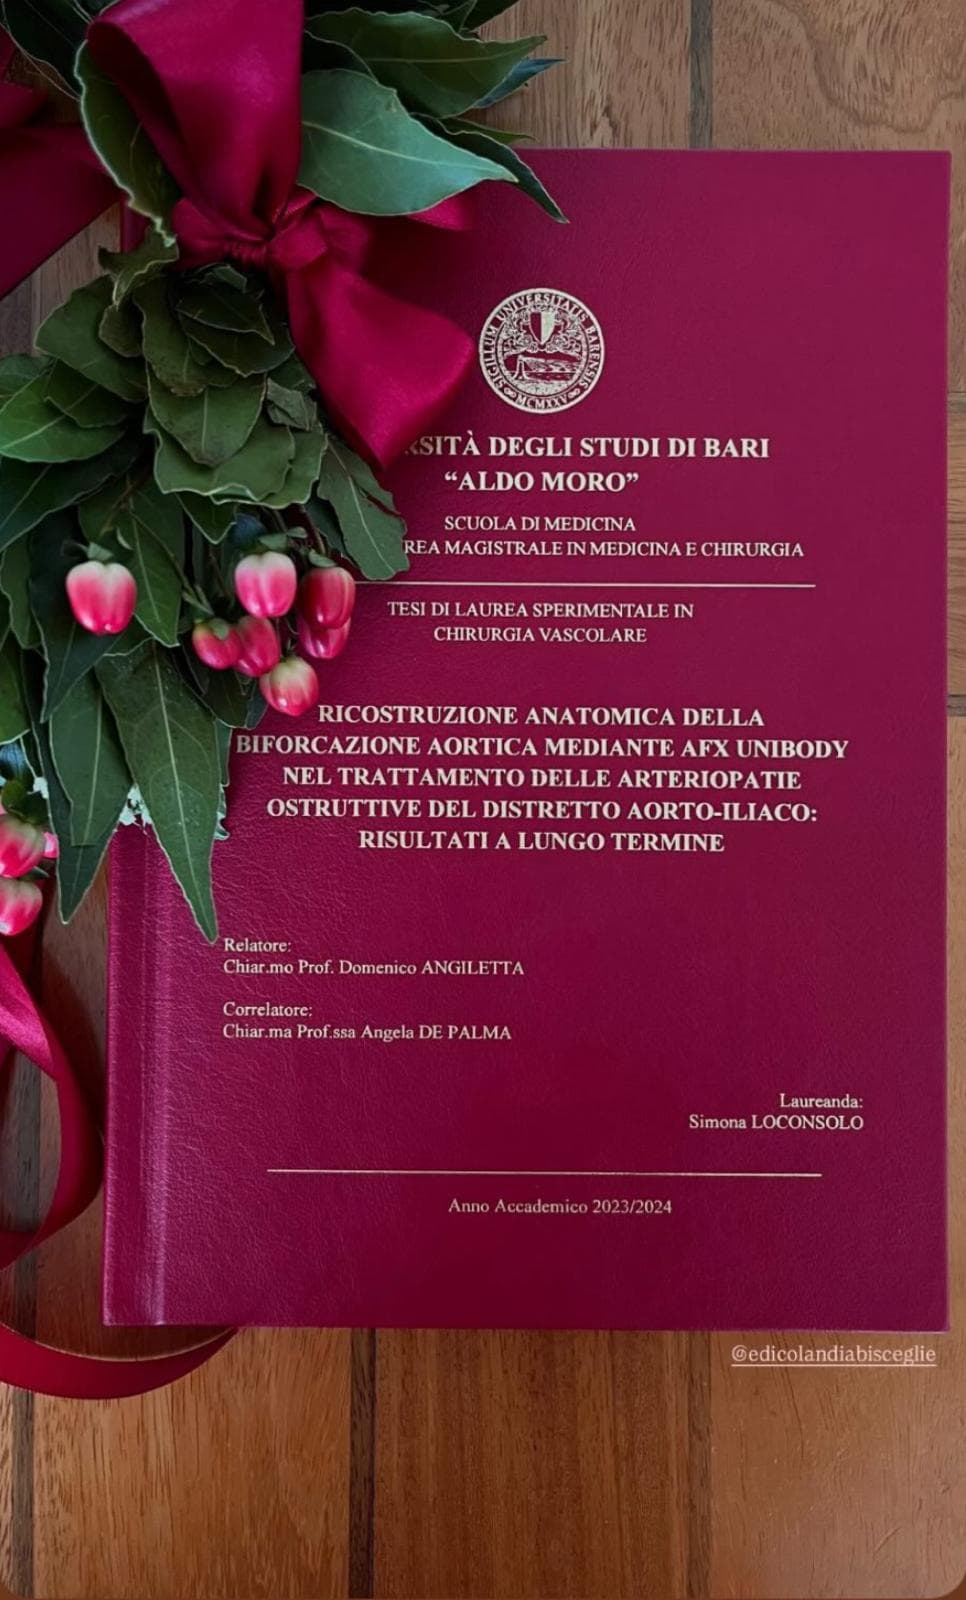 SIGILLUM UNIVERSITATIS BARENSIS
MCMXXV
DEGLI STUDI DI BARI
“ALDO MORO”
SCUOLA DI MEDICINA
MAGISTRALE IN MEDICINA E CHIRURGIA
TESI DI LAUREA SPERIMENTALE IN
CHIRURGIA VASCOLARE
RICOSTRUZIONE ANATOMICA DELLA
BIFORCAZIONE AORTICA MEDIANTE AFX UNIBODY
NEL TRATTAMENTO DELLE ARTERIOPATIE
OSTRUTTIVE DEL DISTRETTO AORTO-ILIACO:
RISULTATI A LUNGO TERMINE
Relatore:
Chiar.mo Prof. Domenico ANGILETTA
Correlatore:
Chiar.ma Prof.ssa Angela DE PALMA
Laureanda:
Simona LOCONSOLO
Anno Accademico 2023/2024
@edicolandiabisceglie